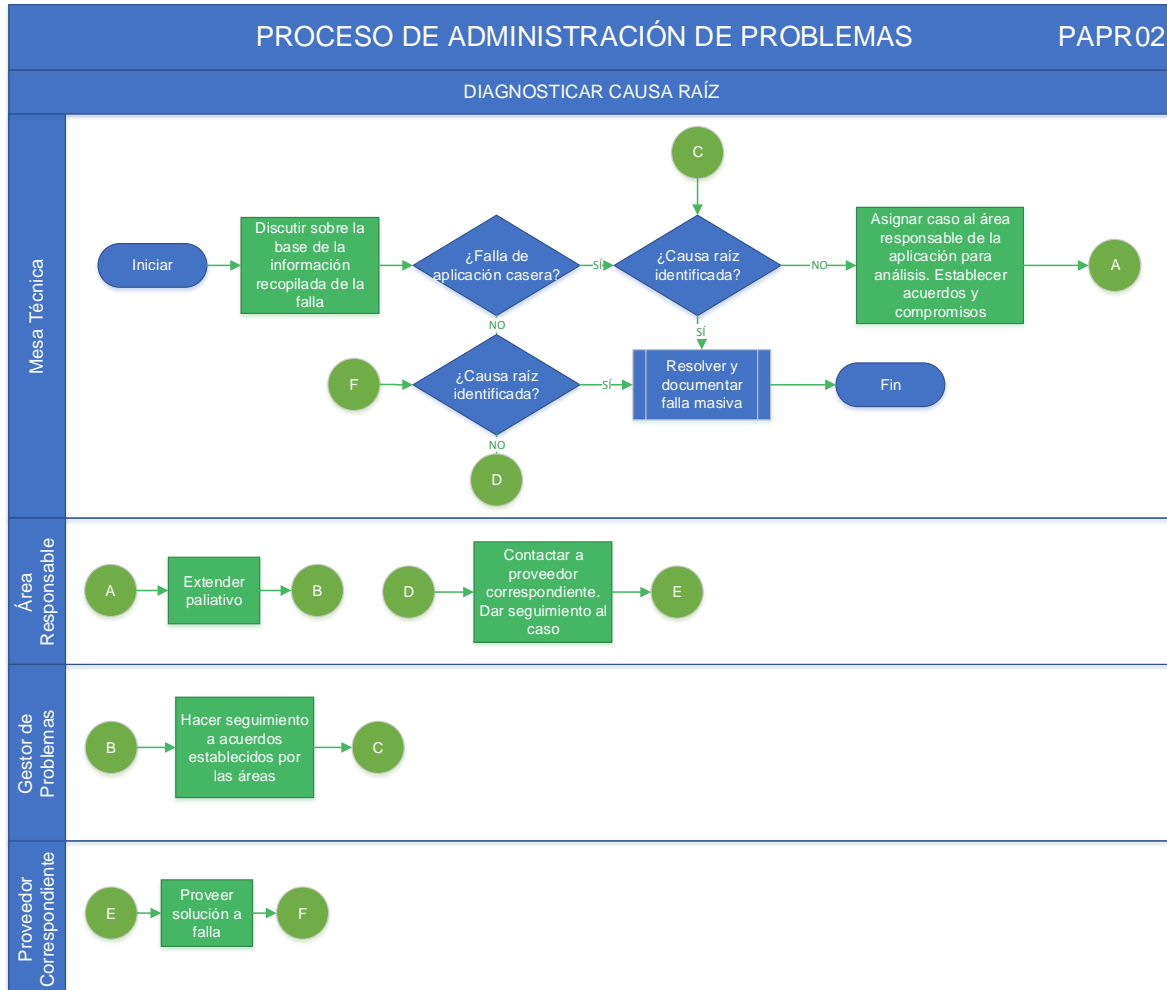 PROCESO DE ADMINISTRACIÓN DE PROBLEMAS
PAPR02
DIAGNOSTICAR CAUSA RAÍZ
Mesa Técnica
C
Iniciar
Discutir sobre la
base de la
información
recopilada de la
falla
¿Falla de
aplicación casera?
SÍ
¿Causa raíz
identificada?
NO
Asignar caso al área
responsable de la
aplicación para
análisis. Establecer
acuerdos y
compromisos
A
NO
SÍ
F
¿Causa raíz
identificada?
SÍ
Resolver y
documentar
falla masiva
Fin
NO
D
Área
Responsable
A
Extender
paliativo
B
D
Contactar a
proveedor
correspondiente.
Dar seguimiento al
caso
E
Gestor de
Problemas
B
Hacer seguimiento
a acuerdos
establecidos por
las áreas
C
Proveedor
Correspondiente
E
Proveer
solución a
falla
F